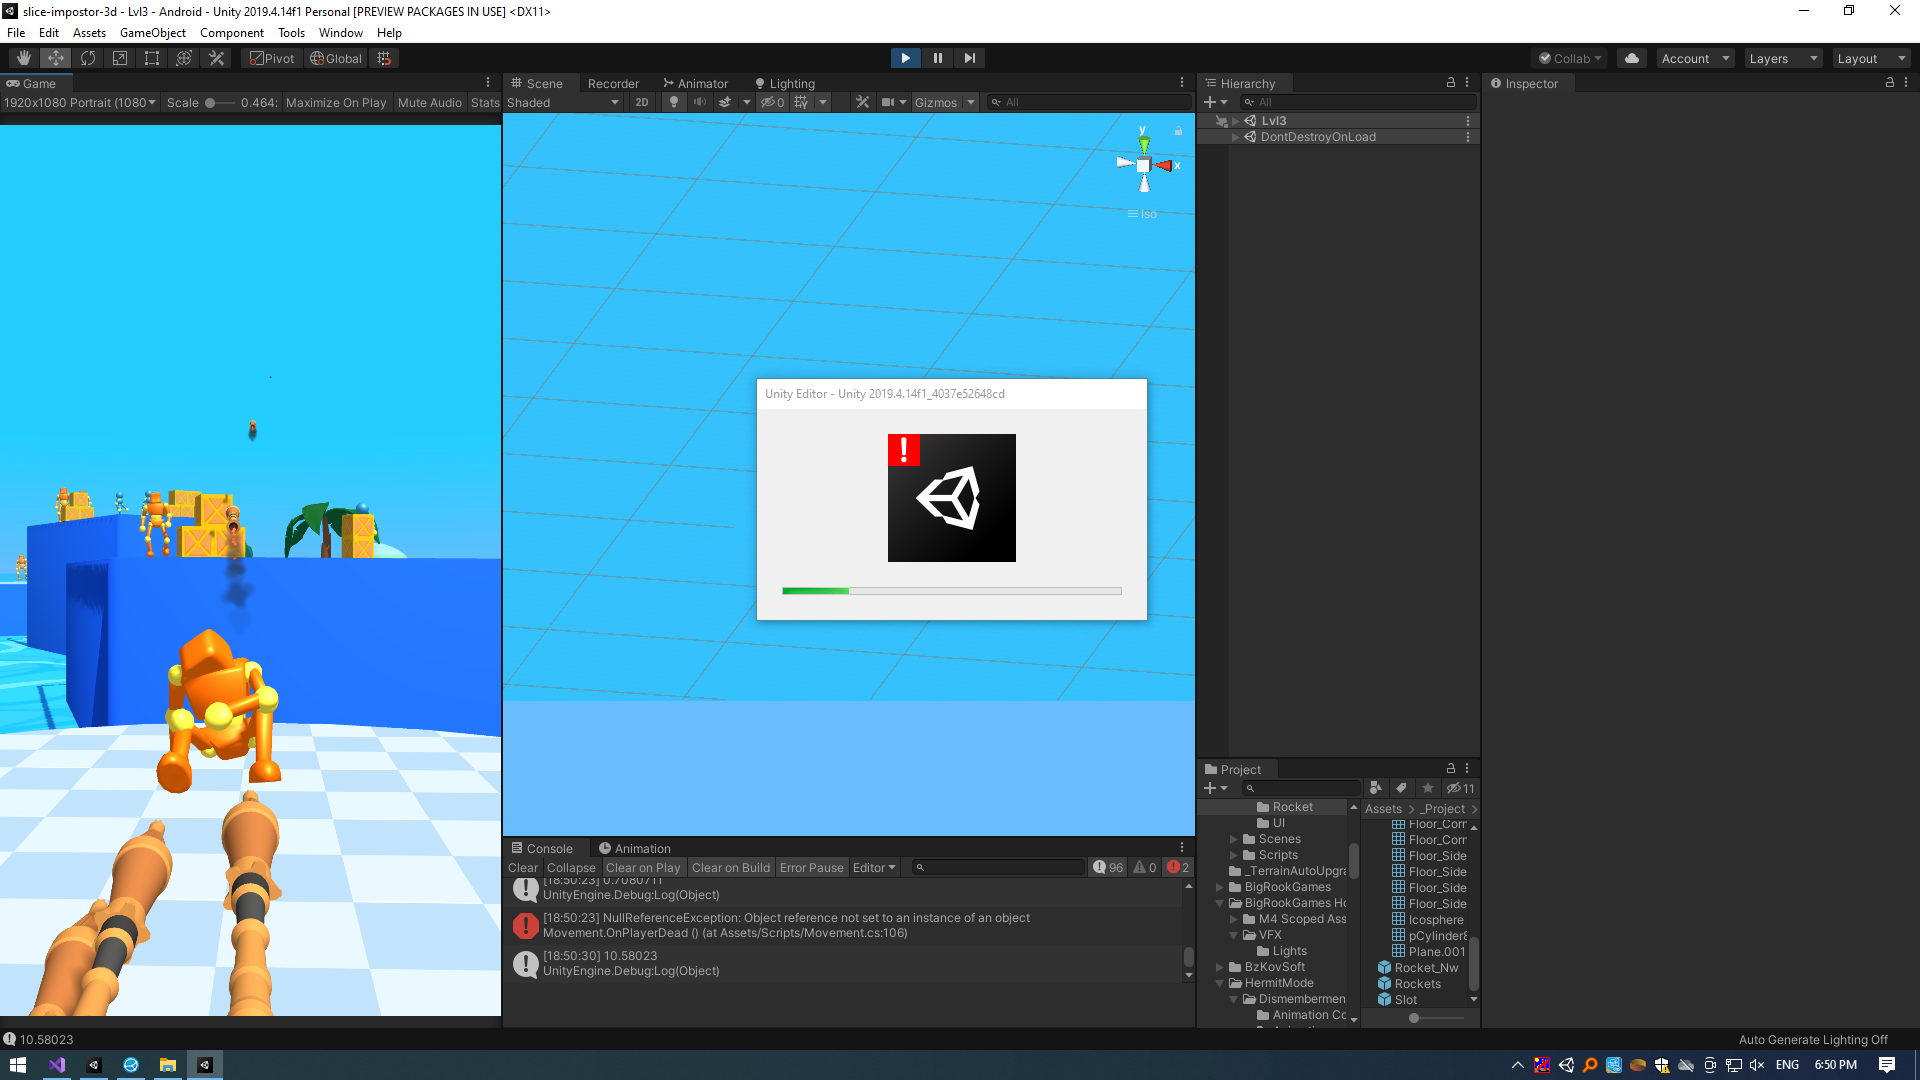 slice-impostor-3d - Lvl3 - Android - Unity 2019.4.14f1 Personal [PREVIEW PACKAGES IN USE] <DX11>
File Edit Assets GameObject Component Tools Window Help
Pivot Global Collab Account Layers Layout
Game
1920x1080 Portrait (1080 Scale 0.464: Maximize On Play Mute Audio Stats
Scene Recorder Animator Lighting
Shaded 2D 0 Gizmos All
y
x
Iso
Unity Editor - Unity 2019.4.14f1_4037e52648cd
!
Hierarchy
All
Lvl3
DontDestroyOnLoad
Inspector
Console Animation
Clear Collapse Clear on Play Clear on Build Error Pause Editor 96 0 2
[18:50:23] 0.7080711
UnityEngine.Debug:Log(Object)
[18:50:23] NullReferenceException: Object reference not set to an instance of an object
Movement.OnPlayerDead () (at Assets/Scripts/Movement.cs:106)
[18:50:30] 10.58023
UnityEngine.Debug:Log(Object)
Project
11
Rocket
UI
Scenes
Scripts
_TerrainAutoUpgra
BigRookGames
BigRookGames Ho
M4 Scoped Ass
VFX
Lights
BzKovSoft
HermitMode
Dismembermen
Animation Co
Assets > _Project >
Floor_Corn
Floor_Corn
Floor_Side
Floor_Side
Floor_Side
Floor_Side
Icosphere
pCylinder8
Plane.001
Rocket_Nw
Rockets
Slot
10.58023
Auto Generate Lighting Off
ENG 6:50 PM